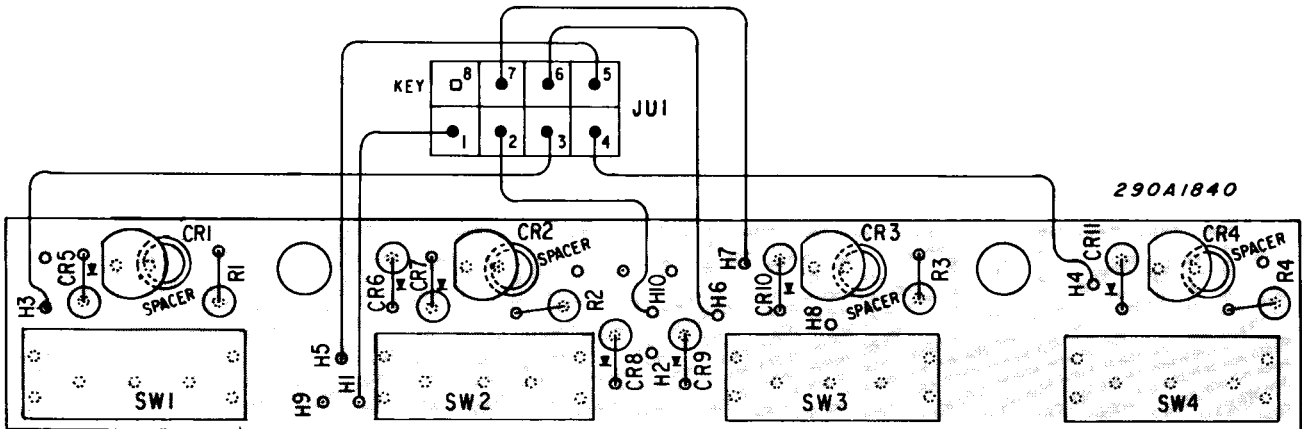 KEY 8 7 6 5
JU1
1 2 3 4
290A1840
CR1 CR2 CR3 CR4
SPACER SPACER SPACER SPACER
H3 CR5 R1 CR6 CR7 R2 H10 H6 H7 CR10 R3 H4 CR11 R4
H8
H5 CR8 H2 CR9
H9 H1
SW1 SW2 SW3 SW4